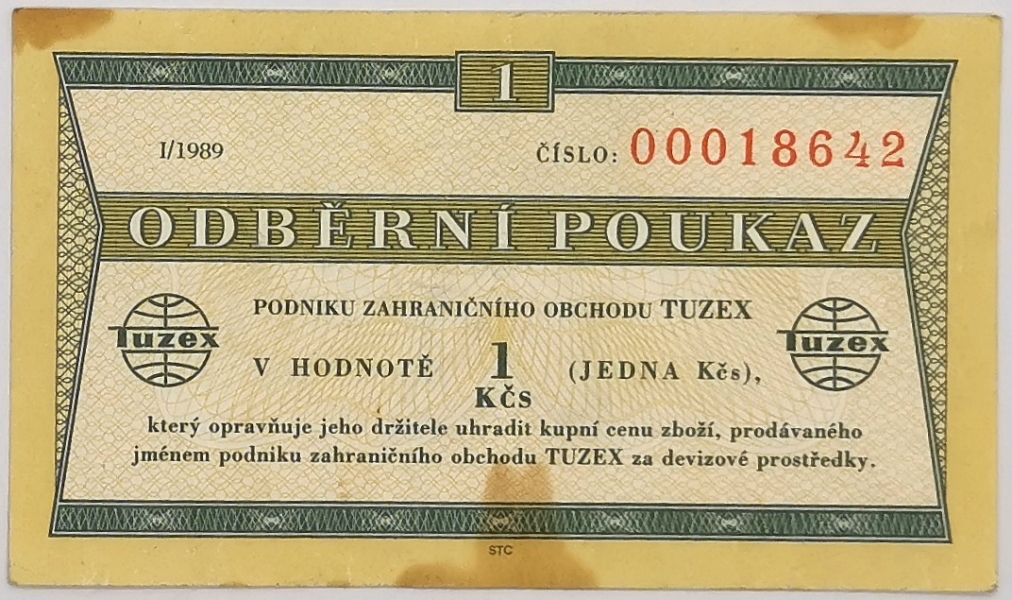 1
I/1989 ČÍSLO: 00018642
ODBĚRNÍ POUKAZ
PODNIKU ZAHRANIČNÍHO OBCHODU TUZEX
Tuzex Tuzex
V HODNOTĚ 1 (JEDNA Kčs),
KČs
který opravňuje jeho držitele uhradit kupní cenu zboží, prodávaného
jménem podniku zahraničního obchodu TUZEX za devizové prostředky.
STC